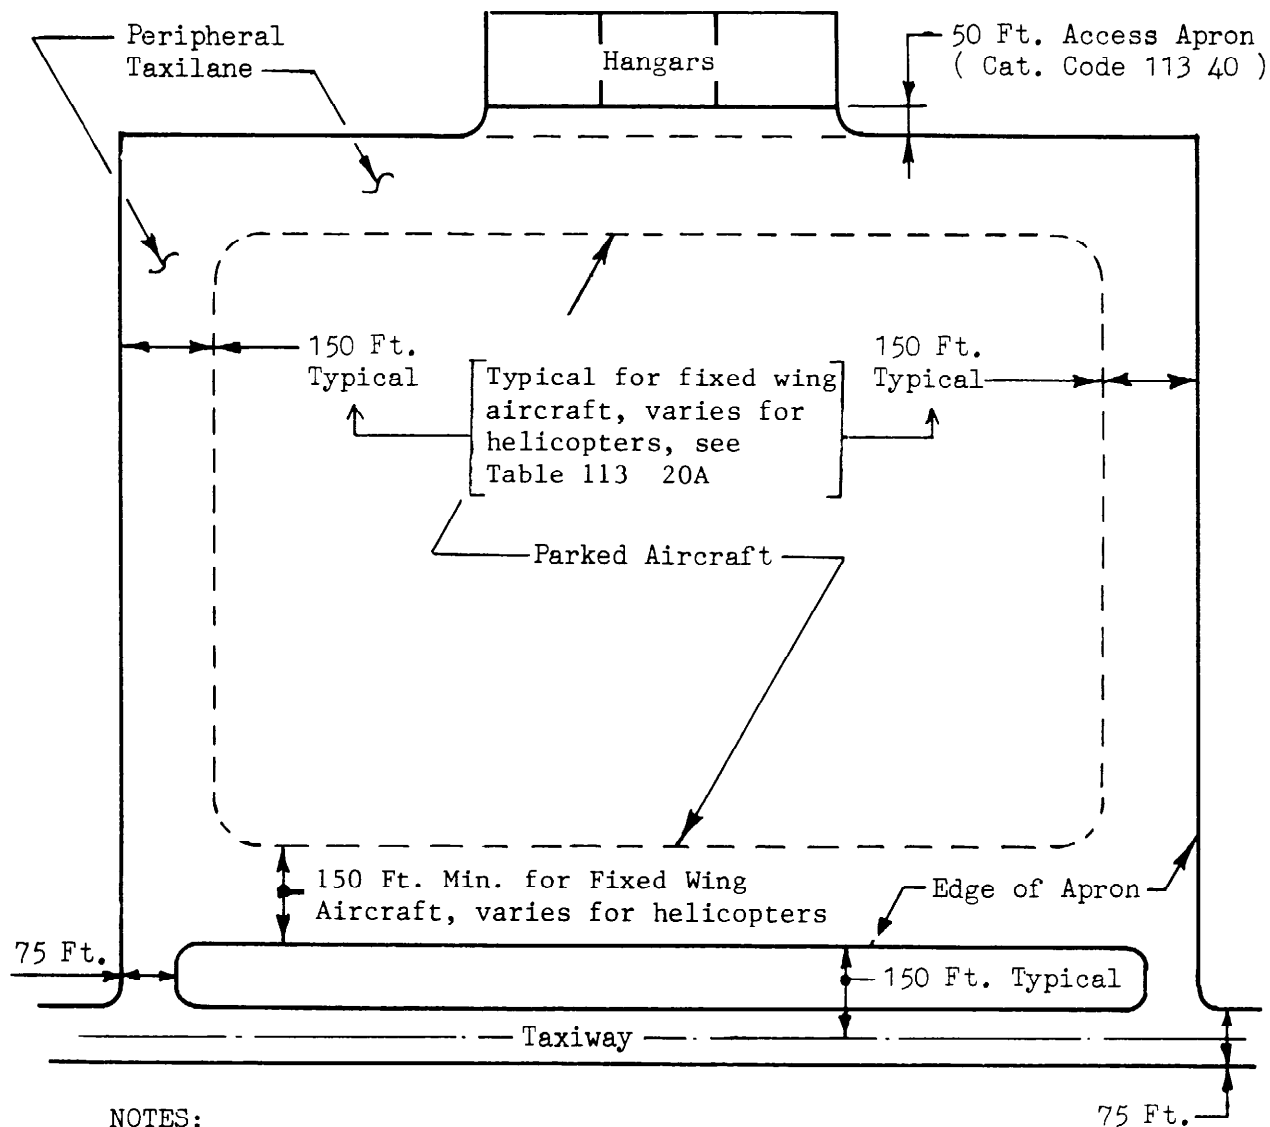 Peripheral
Taxilane
Hangars
50 Ft. Access Apron
( Cat. Code 113 40 )
150 Ft.
Typical
Typical for fixed wing
aircraft, varies for
helicopters, see
Table 113 20A
150 Ft.
Typical
Parked Aircraft
150 Ft. Min. for Fixed Wing
Aircraft, varies for helicopters
Edge of Apron
75 Ft.
150 Ft. Typical
Taxiway
75 Ft.
NOTES: